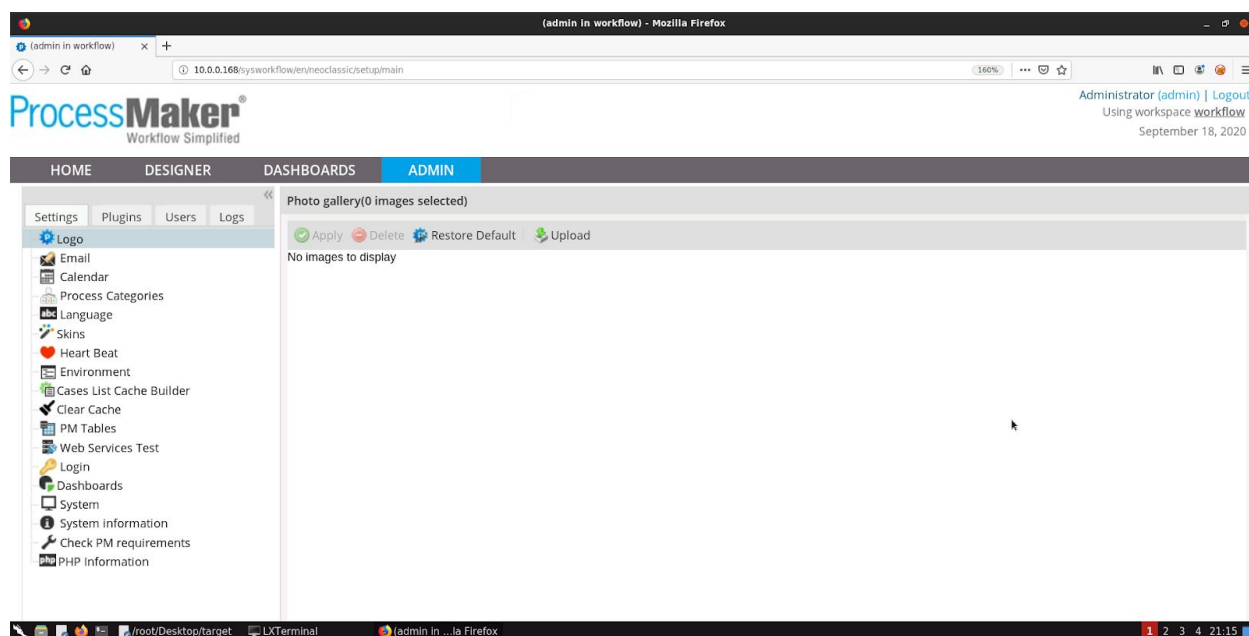 (admin in workflow) - Mozilla Firefox
(admin in workflow)
10.0.0.168/sysworkflow/en/neoclassic/setup/main
160%
ProcessMaker®
Workflow Simplified
Administrator (admin) | Logout
Using workspace workflow
September 18, 2020
HOME DESIGNER DASHBOARDS ADMIN
Settings Plugins Users Logs
Photo gallery(0 images selected)
Apply Delete Restore Default Upload
No images to display
Logo
Email
Calendar
Process Categories
abc Language
Skins
Heart Beat
Environment
Cases List Cache Builder
Clear Cache
PM Tables
Web Services Test
Login
Dashboards
System
System information
Check PM requirements
php PHP Information
/root/Desktop/target LXTerminal (admin in ...la Firefox 1 2 3 4 21:15